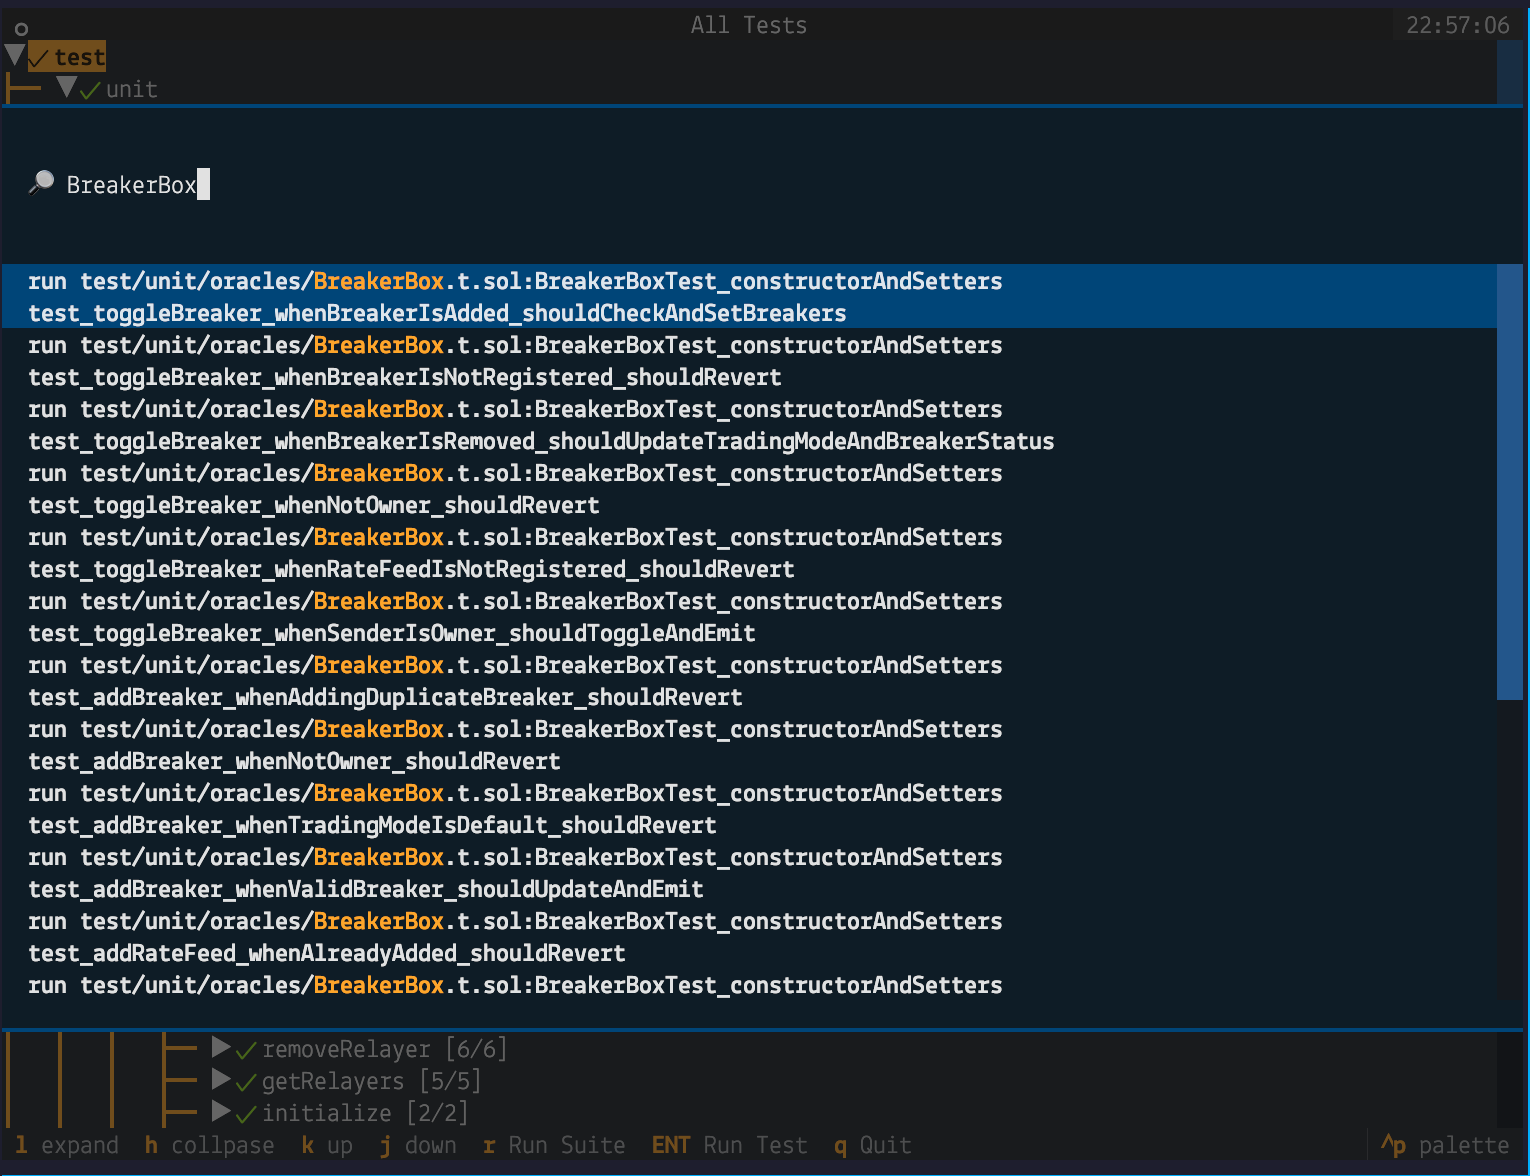 All Tests 22:57:06
test
unit
BreakerBox
run test/unit/oracles/BreakerBox.t.sol:BreakerBoxTest_constructorAndSetters
test_toggleBreaker_whenBreakerIsAdded_shouldCheckAndSetBreakers
run test/unit/oracles/BreakerBox.t.sol:BreakerBoxTest_constructorAndSetters
test_toggleBreaker_whenBreakerIsNotRegistered_shouldRevert
run test/unit/oracles/BreakerBox.t.sol:BreakerBoxTest_constructorAndSetters
test_toggleBreaker_whenBreakerIsRemoved_shouldUpdateTradingModeAndBreakerStatus
run test/unit/oracles/BreakerBox.t.sol:BreakerBoxTest_constructorAndSetters
test_toggleBreaker_whenNotOwner_shouldRevert
run test/unit/oracles/BreakerBox.t.sol:BreakerBoxTest_constructorAndSetters
test_toggleBreaker_whenRateFeedIsNotRegistered_shouldRevert
run test/unit/oracles/BreakerBox.t.sol:BreakerBoxTest_constructorAndSetters
test_toggleBreaker_whenSenderIsOwner_shouldToggleAndEmit
run test/unit/oracles/BreakerBox.t.sol:BreakerBoxTest_constructorAndSetters
test_addBreaker_whenAddingDuplicateBreaker_shouldRevert
run test/unit/oracles/BreakerBox.t.sol:BreakerBoxTest_constructorAndSetters
test_addBreaker_whenNotOwner_shouldRevert
run test/unit/oracles/BreakerBox.t.sol:BreakerBoxTest_constructorAndSetters
test_addBreaker_whenTradingModeIsDefault_shouldRevert
run test/unit/oracles/BreakerBox.t.sol:BreakerBoxTest_constructorAndSetters
test_addBreaker_whenValidBreaker_shouldUpdateAndEmit
run test/unit/oracles/BreakerBox.t.sol:BreakerBoxTest_constructorAndSetters
test_addRateFeed_whenAlreadyAdded_shouldRevert
run test/unit/oracles/BreakerBox.t.sol:BreakerBoxTest_constructorAndSetters
removeRelayer [6/6]
getRelayers [5/5]
initialize [2/2]
l expand h collpase k up j down r Run Suite ENT Run Test q Quit ^p palette